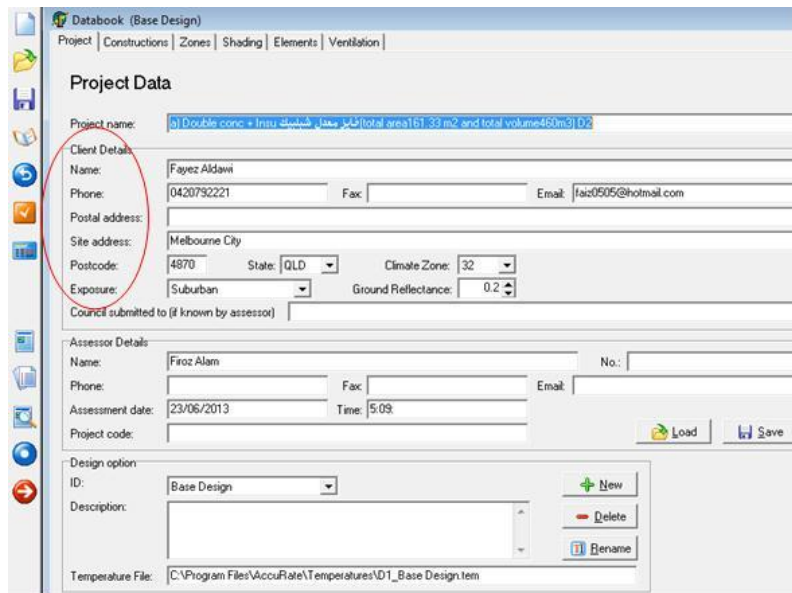 Databook (Base Design)
Project Constructions Zones Shading Elements Ventilation
Project Data
Project name: a) Double conc + Insu فايز معدل شبابيك(total area161.33 m2 and total volume460m3) D2
Client Details
Name: Fayez Aldawi
Phone: 0420792221 Fax: Email: faiz0505@hotmail.com
Postal address:
Site address: Melbourne City
Postcode: 4870 State: QLD Climate Zone: 32
Exposure: Suburban Ground Reflectance: 0.2
Council submitted to (if known by assessor)
Assessor Details
Name: Firoz Alam No.:
Phone: Fax: Email:
Assessment date: 23/06/2013 Time: 5:09:
Project code:
Load Save
Design option
ID: Base Design New
Description:
Delete
Rename
Temperature File: C:\Program Files\AccuRate\Temperatures\D1_Base Design.tem